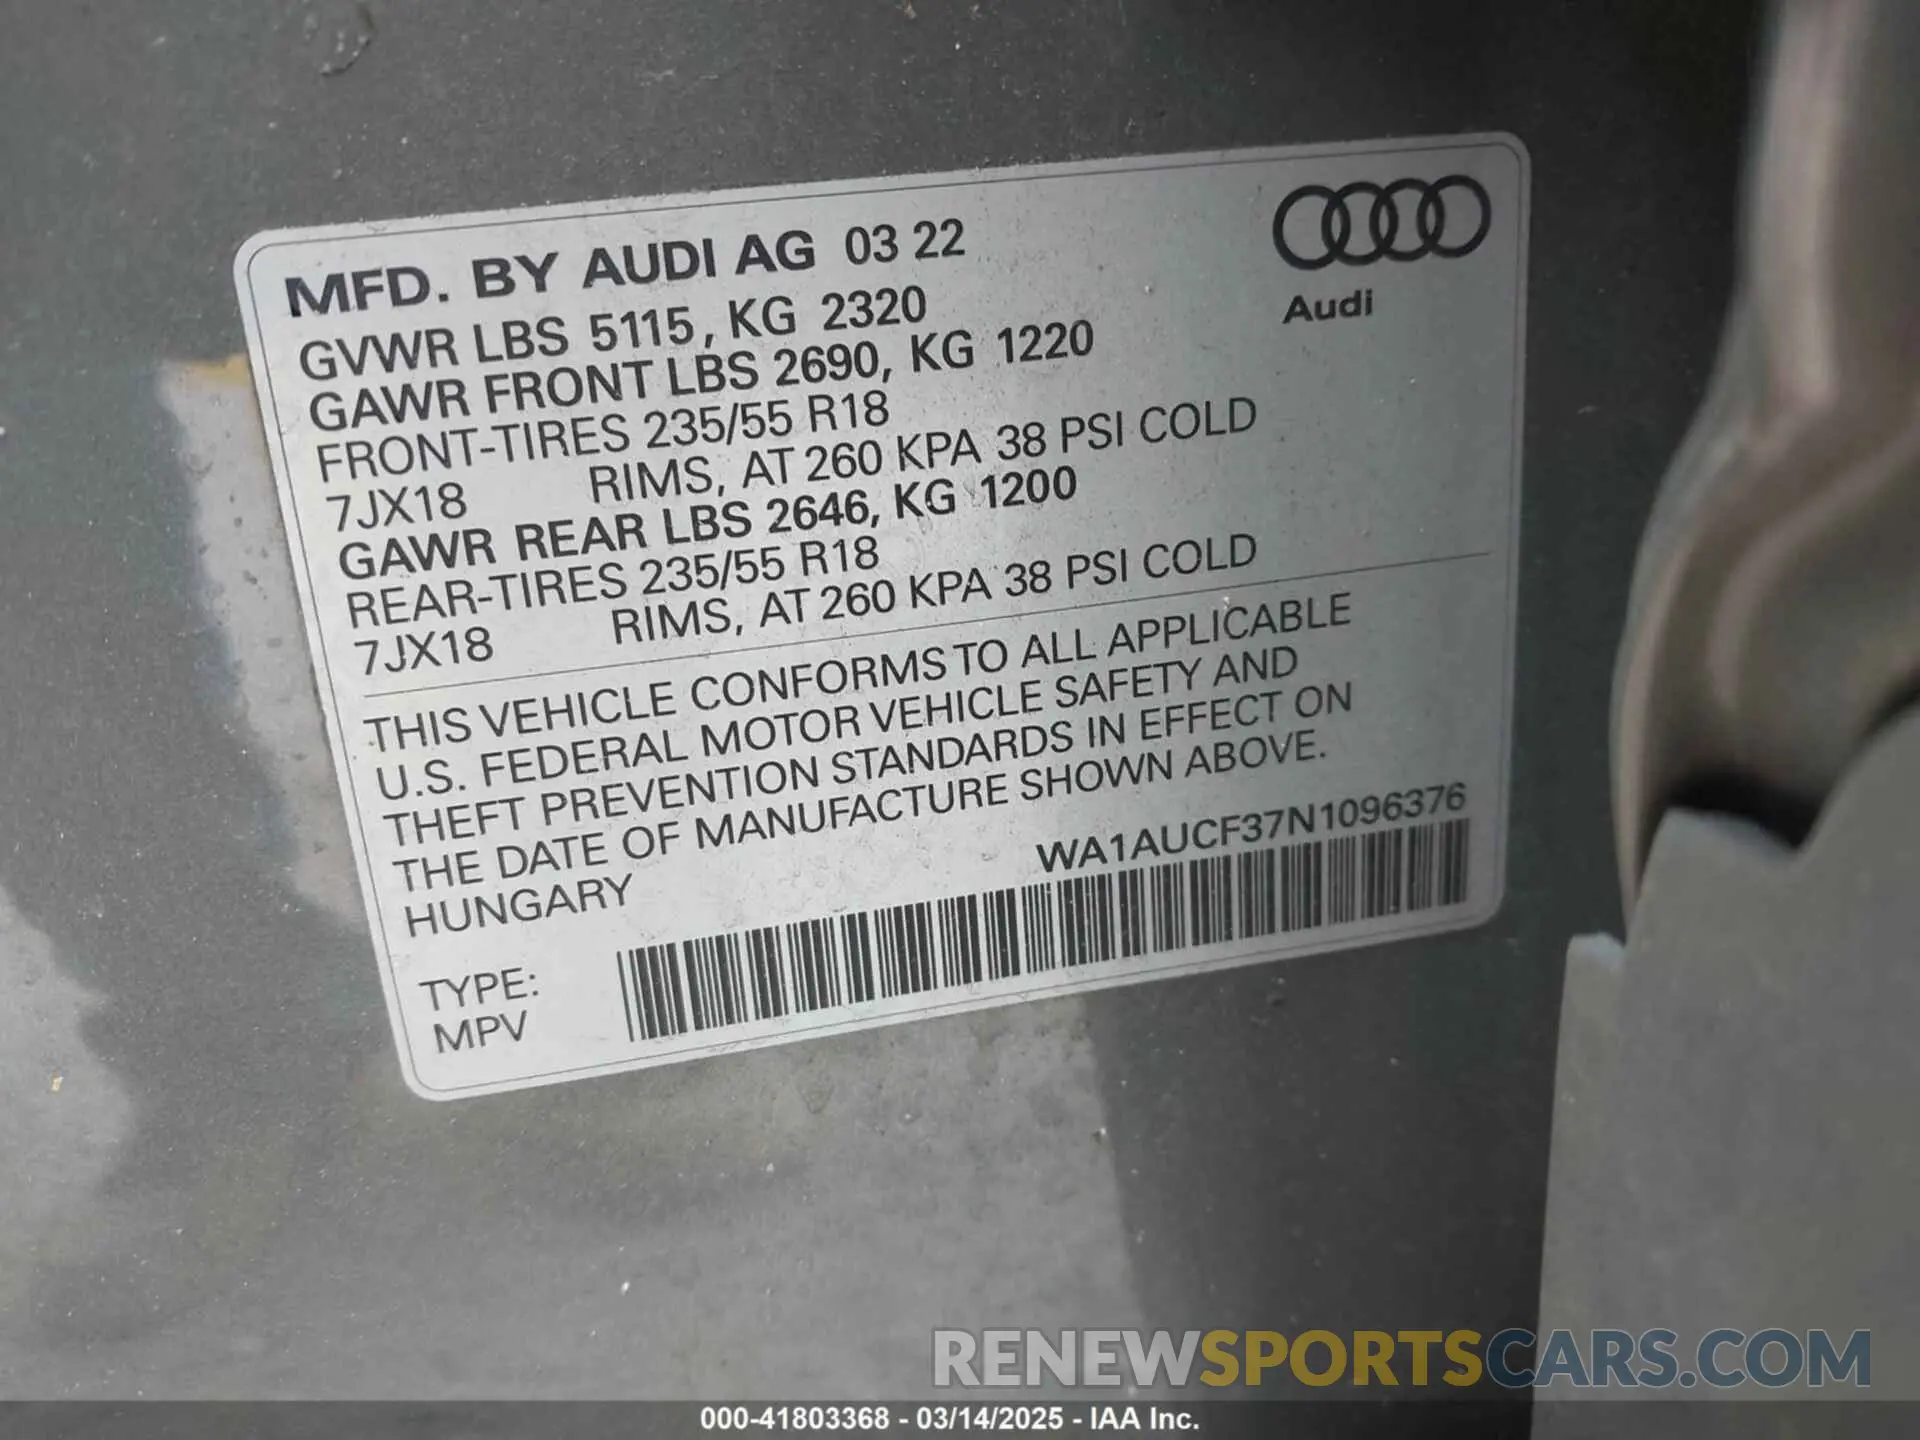 MFD. BY AUDI AG 03 22
Audi
GVWR LBS 5115, KG 2320
GAWR FRONT LBS 2690, KG 1220
FRONT-TIRES 235/55 R18
7JX18 RIMS, AT 260 KPA 38 PSI COLD
GAWR REAR LBS 2646, KG 1200
REAR-TIRES 235/55 R18
7JX18 RIMS, AT 260 KPA 38 PSI COLD
THIS VEHICLE CONFORMS TO ALL APPLICABLE
U.S. FEDERAL MOTOR VEHICLE SAFETY AND
THEFT PREVENTION STANDARDS IN EFFECT ON
THE DATE OF MANUFACTURE SHOWN ABOVE.
HUNGARY
WA1AUCF37N1096376
TYPE:
MPV
RENEWSPORTSCARS.COM
000-41803368 - 03/14/2025 - IAA Inc.